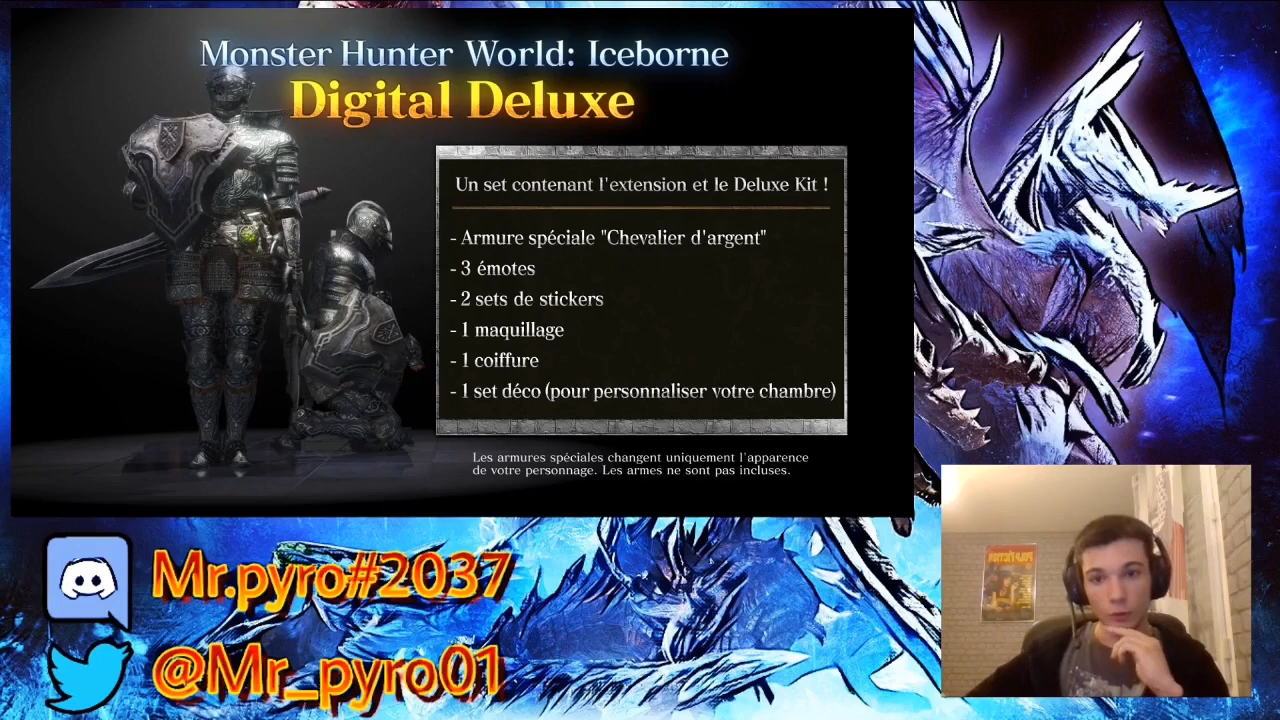 Monster Hunter World: Iceborne
Digital Deluxe
Un set contenant l'extension et le Deluxe Kit !
- Armure spéciale "Chevalier d'argent"
- 3 émotes
- 2 sets de stickers
- 1 maquillage
- 1 coiffure
- 1 set déco (pour personnaliser votre chambre)
Les armures spéciales changent uniquement l'apparence
de votre personnage. Les armes ne sont pas incluses.
Mr.pyro#2037
@Mr_pyro01
PULP FICTION